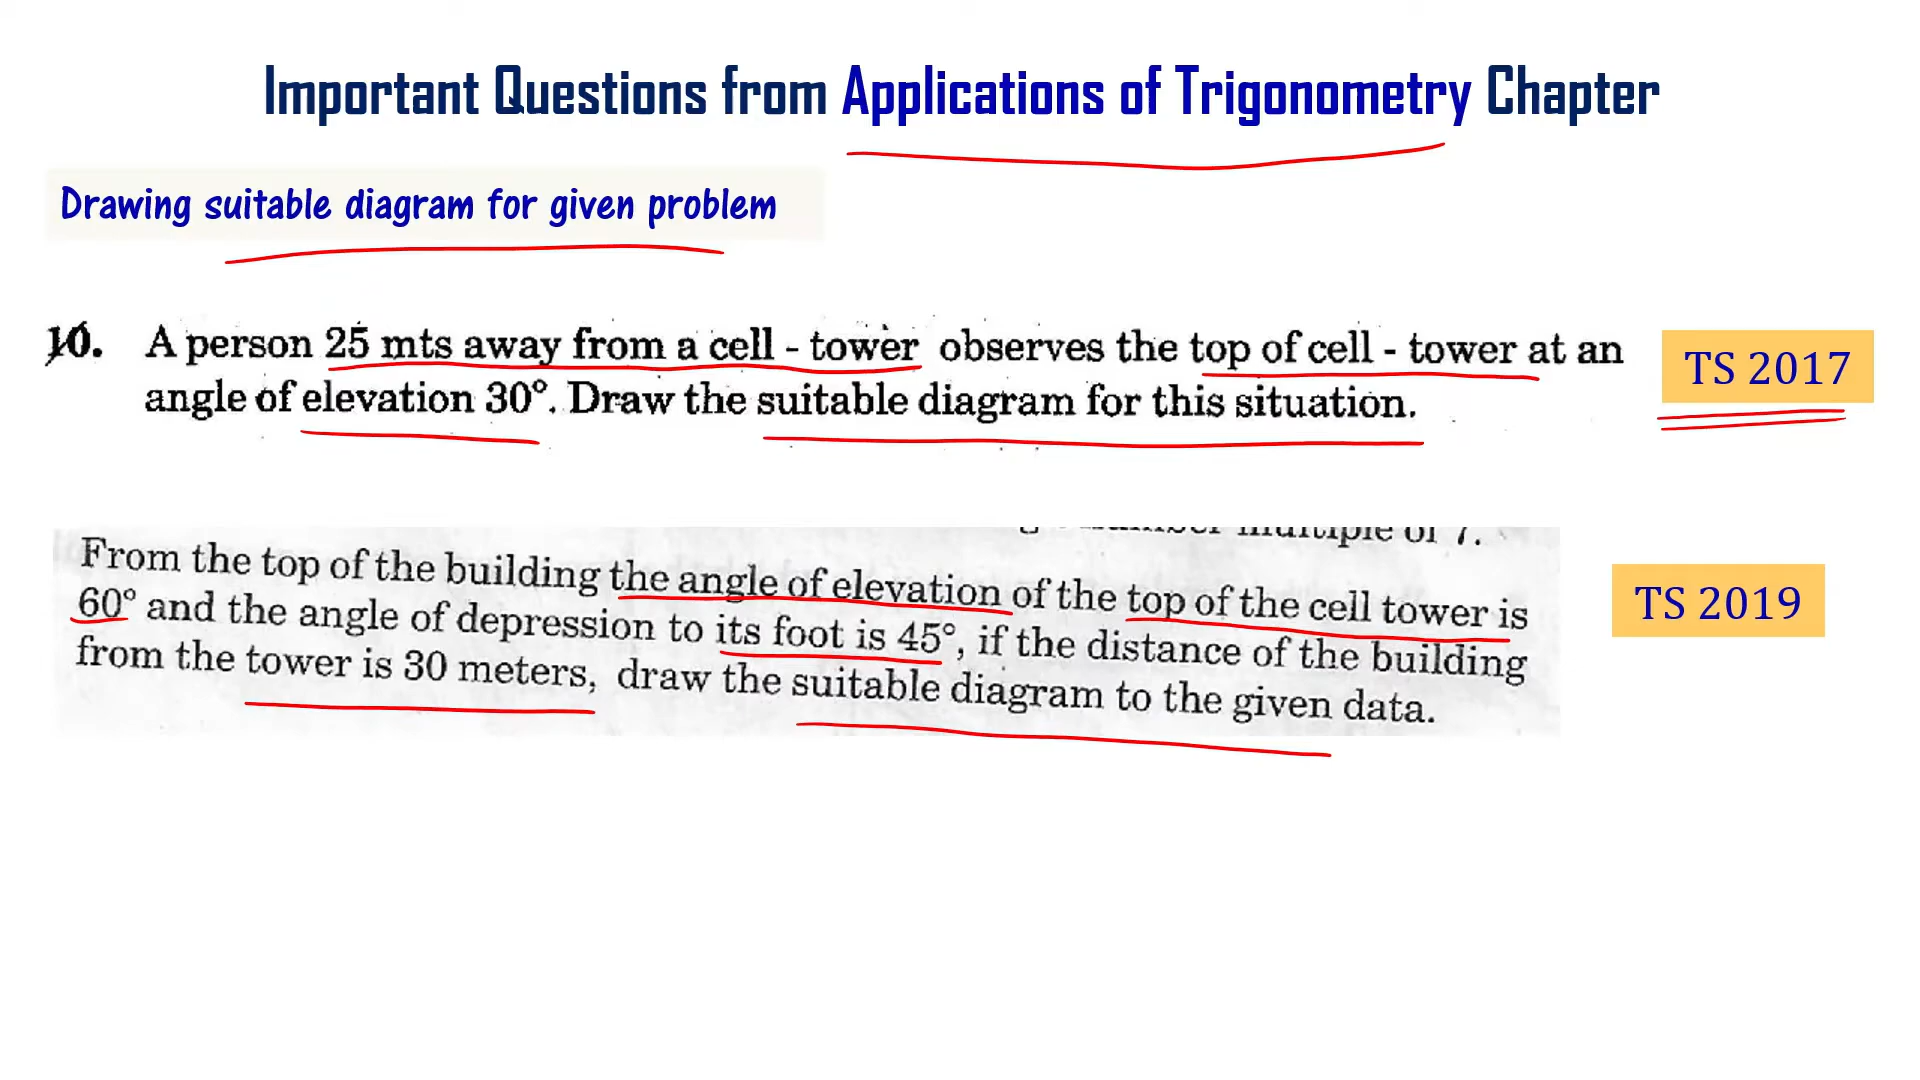 Important Questions from Applications of Trigonometry Chapter
Drawing suitable diagram for given problem
10. A person 25 mts away from a cell - tower observes the top of cell - tower at an
angle of elevation 30°. Draw the suitable diagram for this situation.
TS 2017
multiple of 7.
From the top of the building the angle of elevation of the top of the cell tower is
60° and the angle of depression to its foot is 45°, if the distance of the building
from the tower is 30 meters, draw the suitable diagram to the given data.
TS 2019